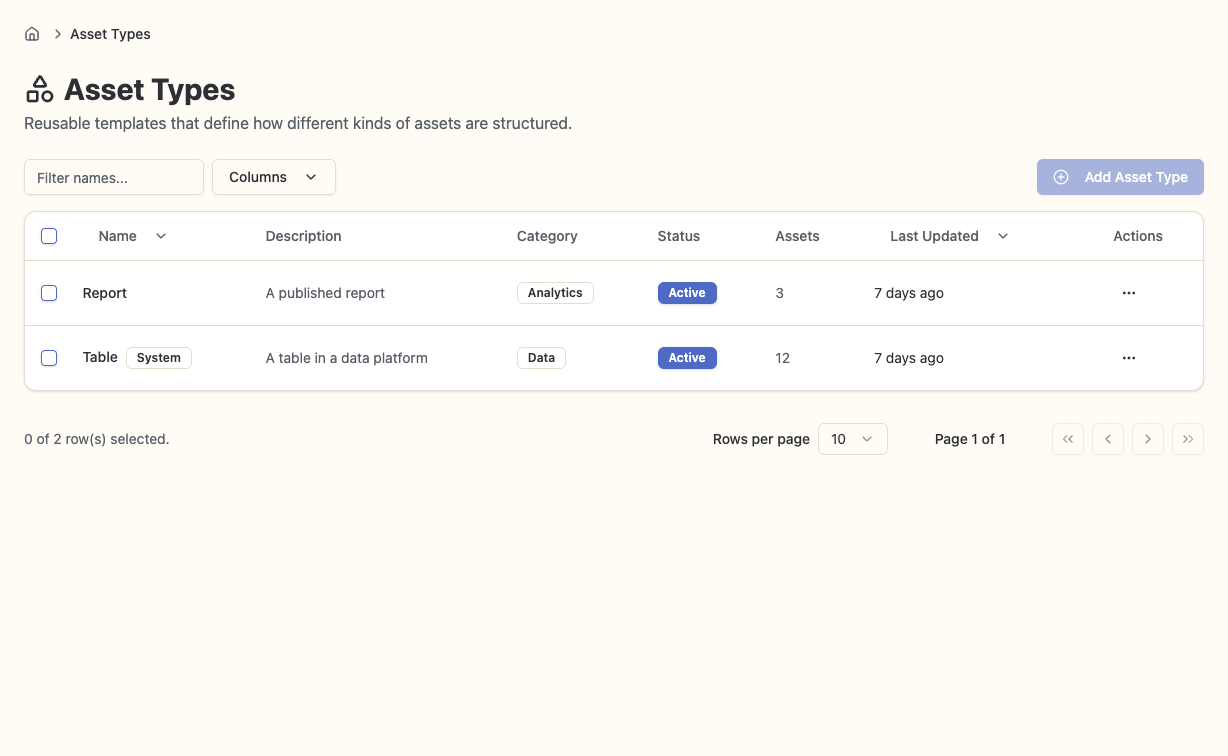 Asset Types
Asset Types
Reusable templates that define how different kinds of assets are structured.
Filter names... Columns Add Asset Type
Name Description Category Status Assets Last Updated Actions
Report A published report Analytics Active 3 7 days ago
Table System A table in a data platform Data Active 12 7 days ago
0 of 2 row(s) selected. Rows per page 10 Page 1 of 1